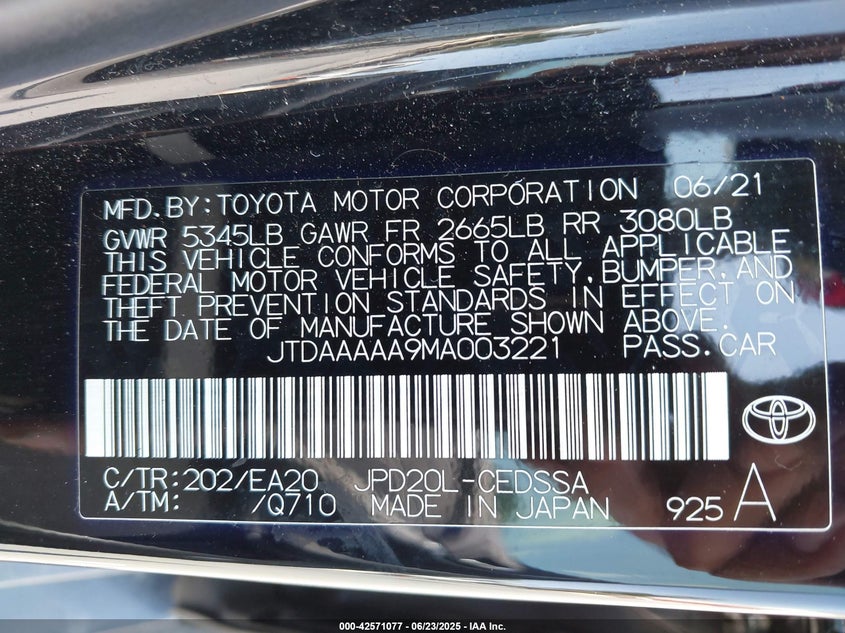 MFD.BY:TOYOTA MOTOR CORPORATION 06/21
GVWR 5345LB GAWR FR 2665LB RR 3080LB
THIS VEHICLE CONFORMS TO ALL APPLICABLE
FEDERAL MOTOR VEHICLE SAFETY,BUMPER,AND
THEFT PREVENTION STANDARDS IN EFFECT ON
THE DATE OF MANUFACTURE SHOWN ABOVE.
JTDAAAAA9MA003221 PASS.CAR
C/TR:202/EA20 JPD20L-CEDSSA
A/TM: /Q710 MADE IN JAPAN 925 A
000-42571077 - 06/23/2025 - IAA Inc.